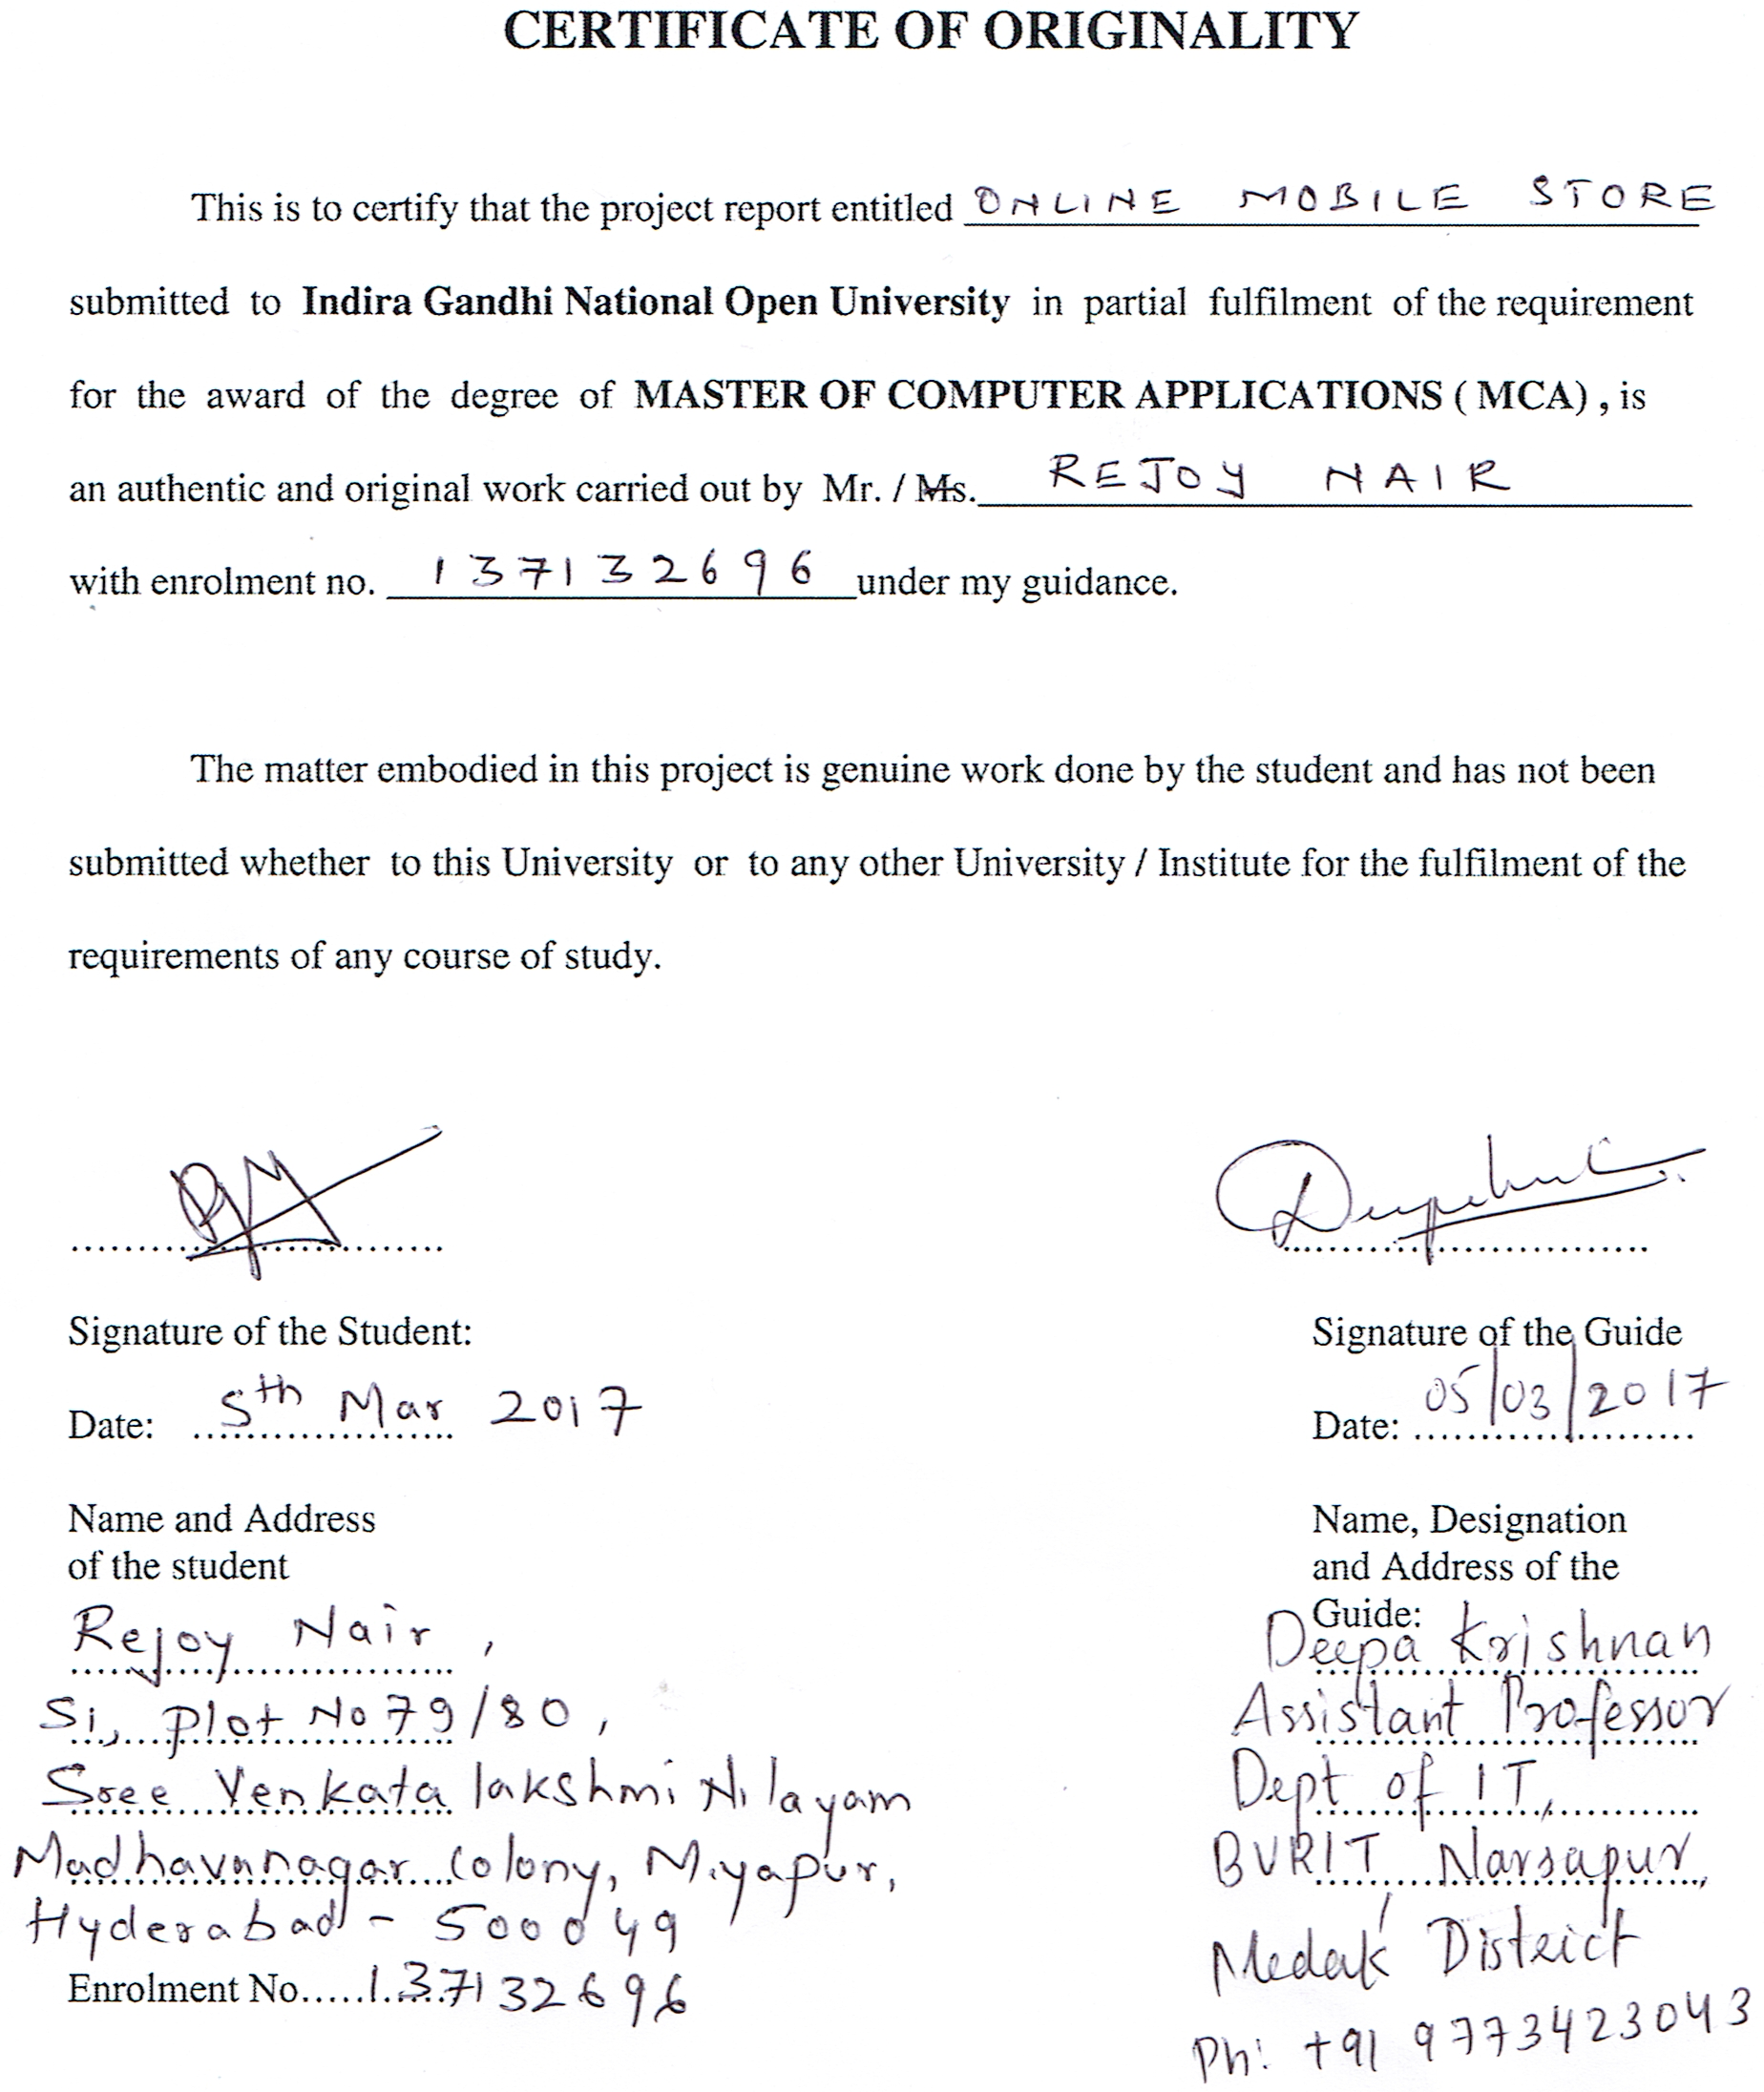 CERTIFICATE OF ORIGINALITY
This is to certify that the project report entitled ONLINE MOBILE STORE
submitted to Indira Gandhi National Open University in partial fulfilment of the requirement
for the award of the degree of MASTER OF COMPUTER APPLICATIONS ( MCA) , is
an authentic and original work carried out by Mr. / Ms. REJOY NAIR
with enrolment no. 137132696 under my guidance.
The matter embodied in this project is genuine work done by the student and has not been
submitted whether to this University or to any other University / Institute for the fulfilment of the
requirements of any course of study.
Signature of the Student:
Date: 5th Mar 2017
Name and Address
of the student
Rejoy Nair,
S1, plot No 79/80,
Sree Venkata lakshmi Nilayam
Madhavanagar colony, Miyapur,
Hyderabad - 500049
Enrolment No.....137132696
Signature of the Guide
Date: 05/03/2017
Name, Designation
and Address of the
Guide:
Deepa Krishnan
Assistant Professor
Dept of IT,
BVRIT, Narsapur,
Medak District
Ph: +91 9773423043